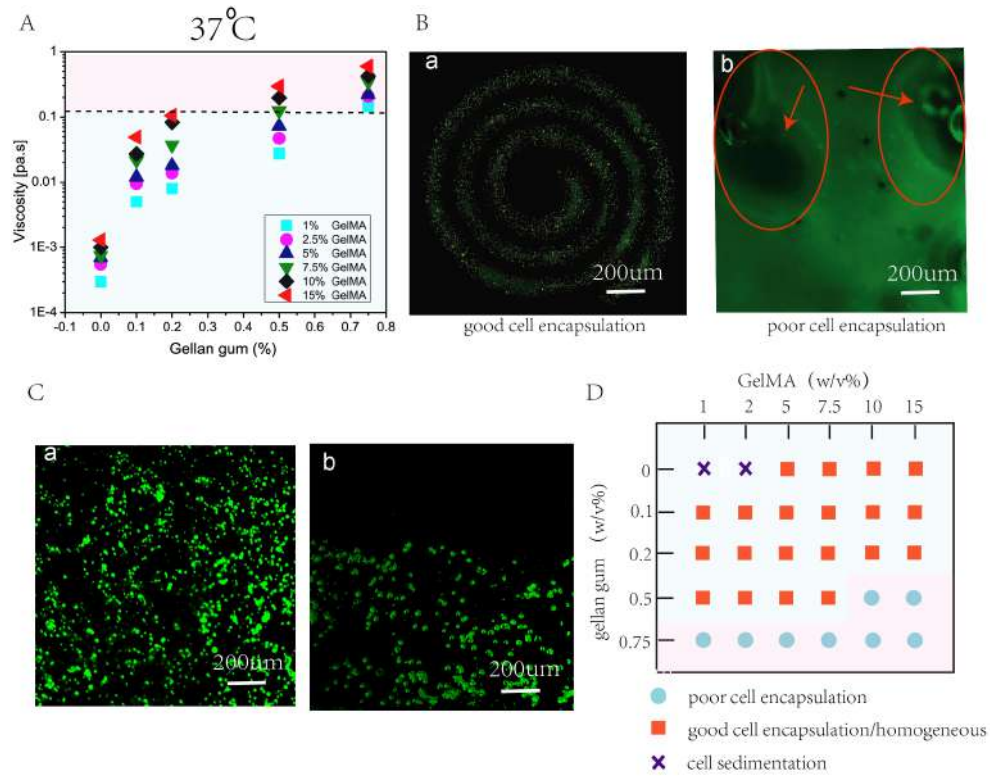 A
37°C
Viscosity [pa.s]
1
0.1
0.01
1E-3
1E-4
-0.1 0.0 0.1 0.2 0.3 0.4 0.5 0.6 0.7 0.8
Gellan gum (%)
1% GelMA
2.5% GelMA
5% GelMA
7.5% GelMA
10% GelMA
15% GelMA
B
a
200um
good cell encapsulation
b
200um
poor cell encapsulation
C
a
200um
b
200um
D
GelMA (w/v%)
1 2 5 7.5 10 15
gellan gum (w/v%)
0
0.1
0.2
0.5
0.75
poor cell encapsulation
good cell encapsulation/homogeneous
cell sedimentation